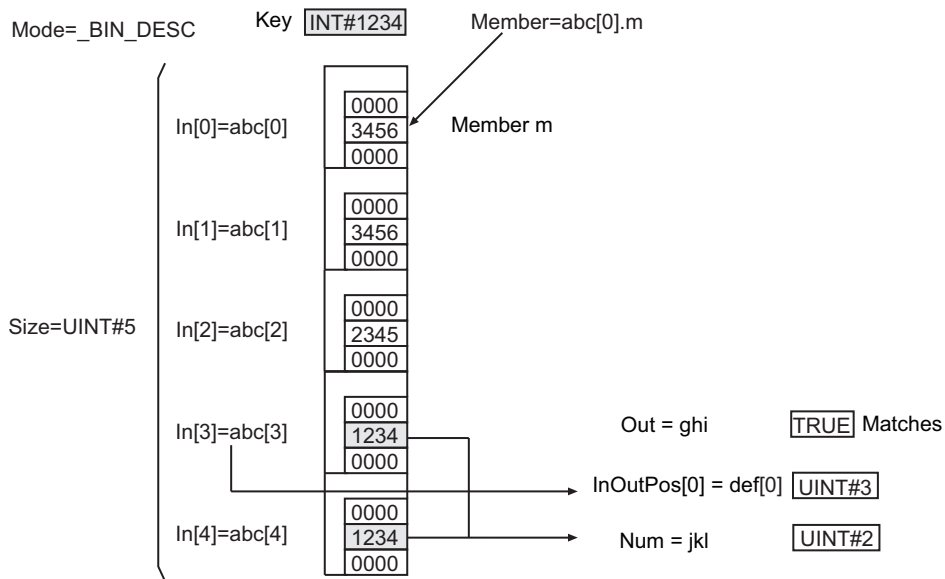 Mode=_BIN_DESC
Key INT#1234
Member=abc[0].m
In[0]=abc[0]
0000
3456
0000
Member m
In[1]=abc[1]
0000
3456
0000
Size=UINT#5
In[2]=abc[2]
0000
2345
0000
In[3]=abc[3]
0000
1234
0000
Out = ghi TRUE Matches
InOutPos[0] = def[0] UINT#3
In[4]=abc[4]
0000
1234
0000
Num = jkl UINT#2